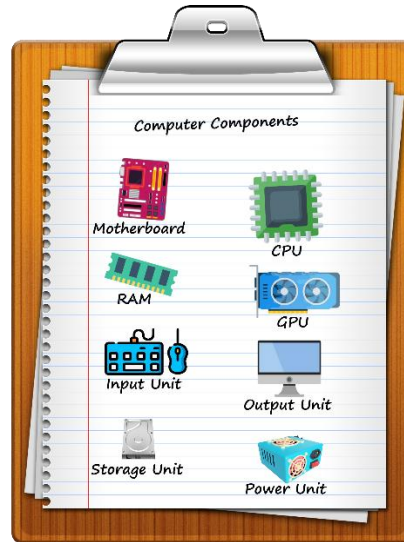 Computer Components
Motherboard
CPU
RAM
GPU
Input Unit
Output Unit
Storage Unit
Power Unit